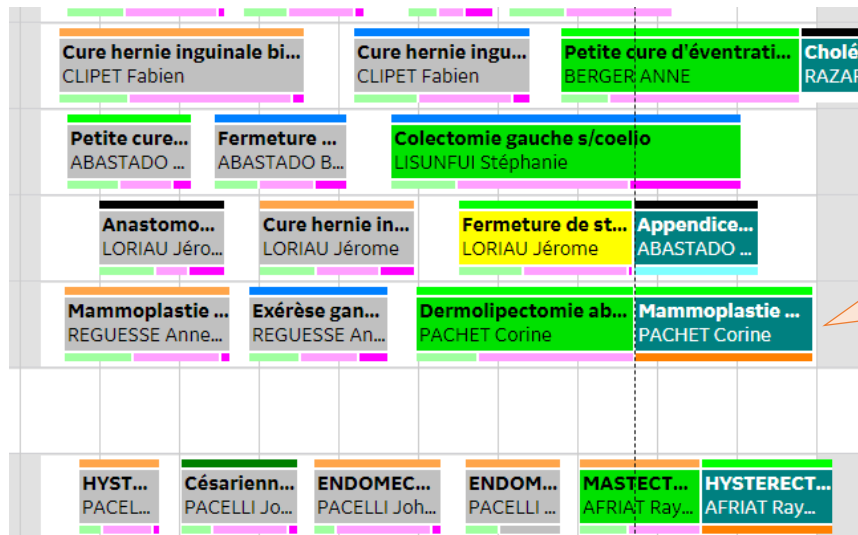 Cure hernie inguinale bi...
CLIPET Fabien
Cure hernie ingu...
CLIPET Fabien
Petite cure d'éventrati...
BERGER ANNE
Cholé
RAZAF
Petite cure...
ABASTADO ...
Fermeture ...
ABASTADO B...
Colectomie gauche s/coelio
LISUNFUI Stéphanie
Anastomo...
LORIAU Jéro...
Cure hernie in...
LORIAU Jérome
Fermeture de st...
LORIAU Jérome
Appendice...
ABASTADO ...
Mammoplastie ...
REGUESSE Anne...
Exérèse gan...
REGUESSE An...
Dermolipectomie ab...
PACHET Corine
Mammoplastie ...
PACHET Corine
HYST...
PACEL...
Césarienn...
PACELLI Jo...
ENDOMEC...
PACELLI Joh...
ENDOM...
PACELLI ...
MASTECT...
AFRIAT Ray...
HYSTERECT...
AFRIAT Ray...